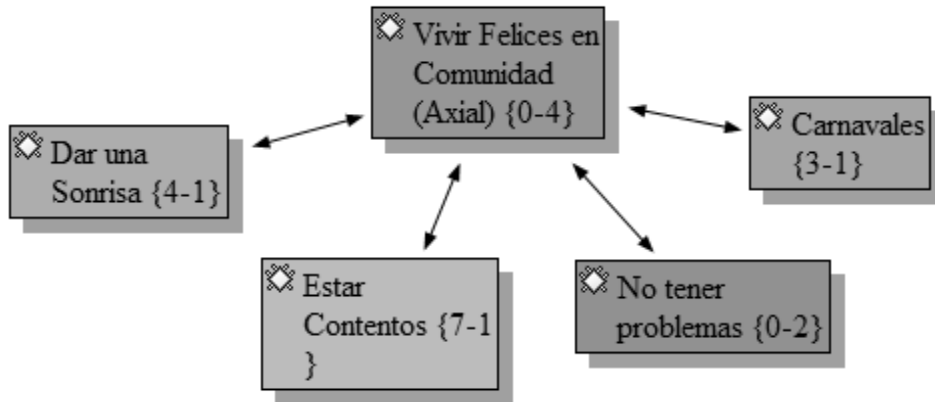 Vivir Felices en
Comunidad
(Axial) {0-4}
Dar una
Sonrisa {4-1}
Carnavales
{3-1}
Estar
Contentos {7-1
}
No tener
problemas {0-2}